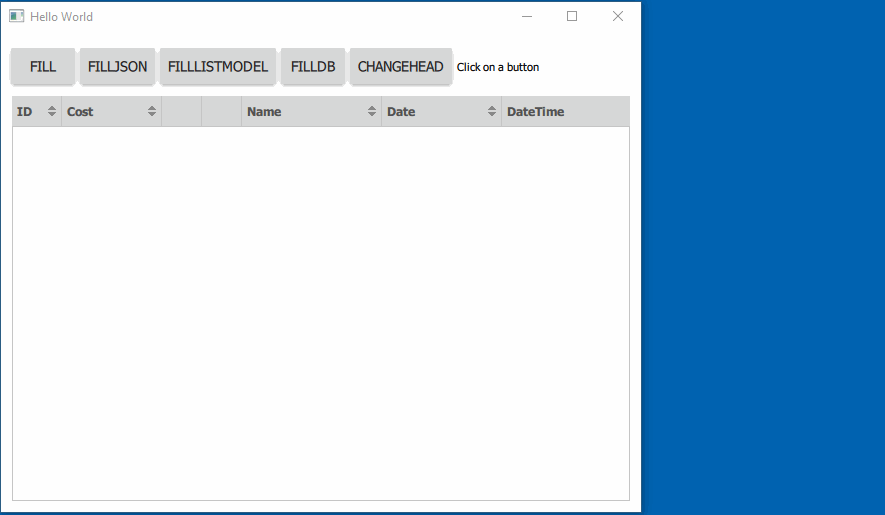 Hello World
FILL FILLJSON FILLLISTMODEL FILLDB CHANGEHEAD Click on a button
ID Cost Name Date DateTime